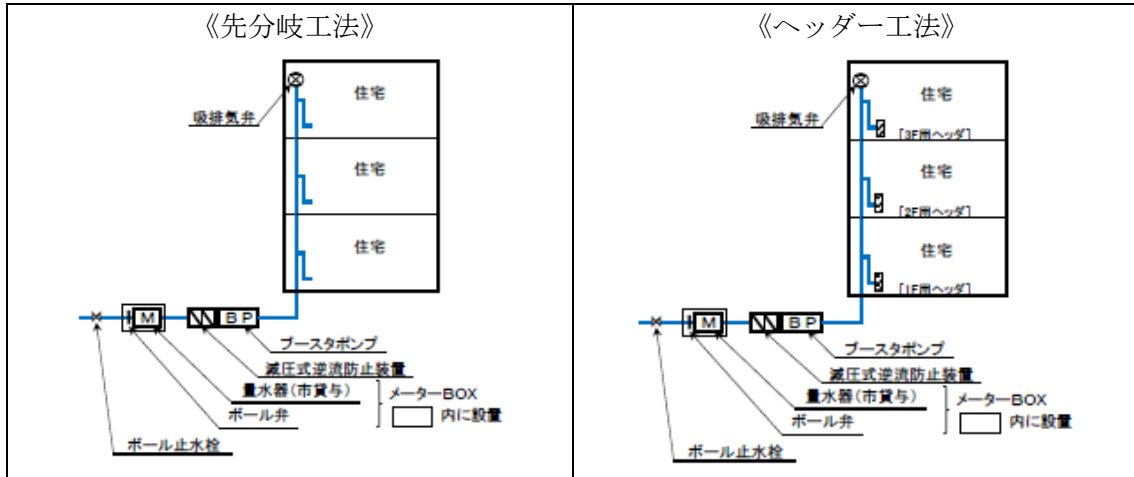 《先分岐工法》
住宅
吸排気弁
住宅
住宅
M
BP
ブースタポンプ
減圧式逆流防止装置
量水器(市貸与)
メーターBOX
ボール弁
内に設置
ボール止水栓
《ヘッダー工法》
住宅
吸排気弁
[3F用ヘッダ]
住宅
[2F用ヘッダ]
住宅
[1F用ヘッダ]
M
BP
ブースタポンプ
減圧式逆流防止装置
量水器(市貸与)
メーターBOX
ボール弁
内に設置
ボール止水栓